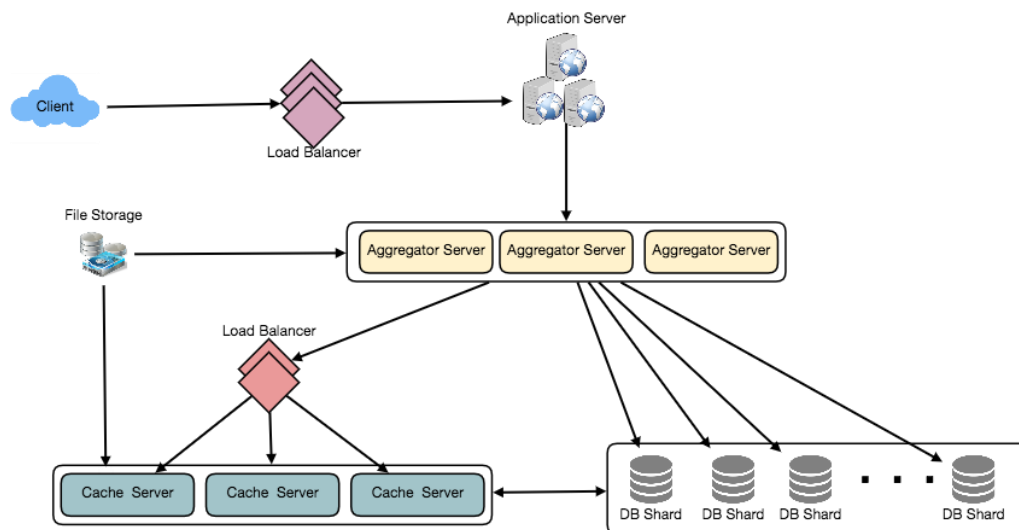 Application Server
Client
Load Balancer
File Storage
Aggregator Server
Aggregator Server
Aggregator Server
Load Balancer
Cache Server
Cache Server
Cache Server
DB Shard
DB Shard
DB Shard
DB Shard